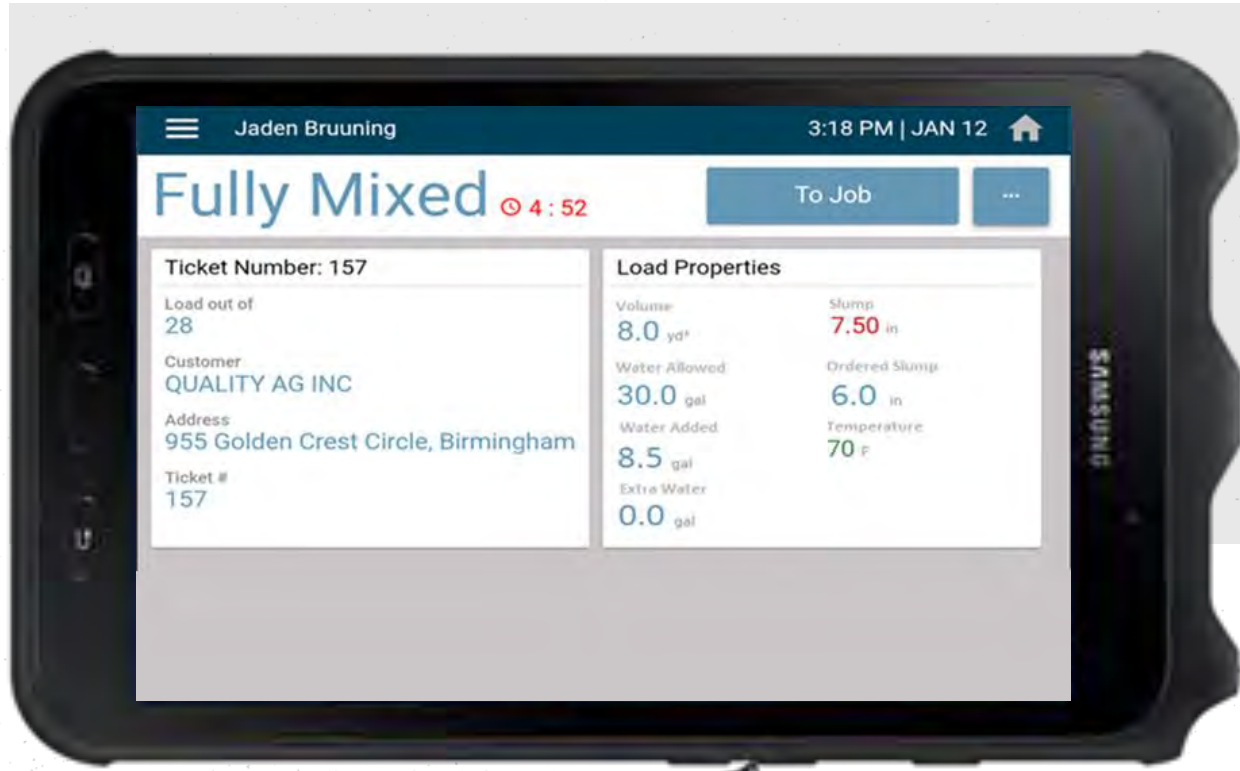 Jaden Bruuning
3:18 PM | JAN 12
Fully Mixed 4 : 52
To Job
...
Ticket Number: 157
Load out of
28
Customer
QUALITY AG INC
Address
955 Golden Crest Circle, Birmingham
Ticket #
157
Load Properties
Volume
8.0 yd³
Slump
7.50 in
Water Allowed
30.0 gal
Ordered Slump
6.0 in
Water Added
8.5 gal
Temperature
70 F
Extra Water
0.0 gal
SAMSUNG